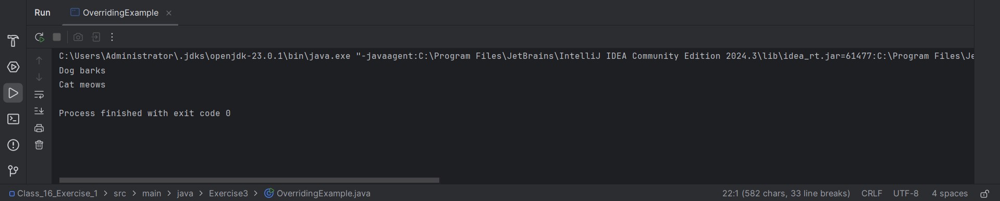 Run OverridingExample
C:\Users\Administrator\.jdks\openjdk-23.0.1\bin\java.exe "-javaagent:C:\Program Files\JetBrains\IntelliJ IDEA Community Edition 2024.3\lib\idea_rt.jar=61477:C:\Program Files\Je
Dog barks
Cat meows
Process finished with exit code 0
Class_16_Exercise_1 > src > main > java > Exercise3 > OverridingExample.java 22:1 (582 chars, 33 line breaks) CRLF UTF-8 4 spaces